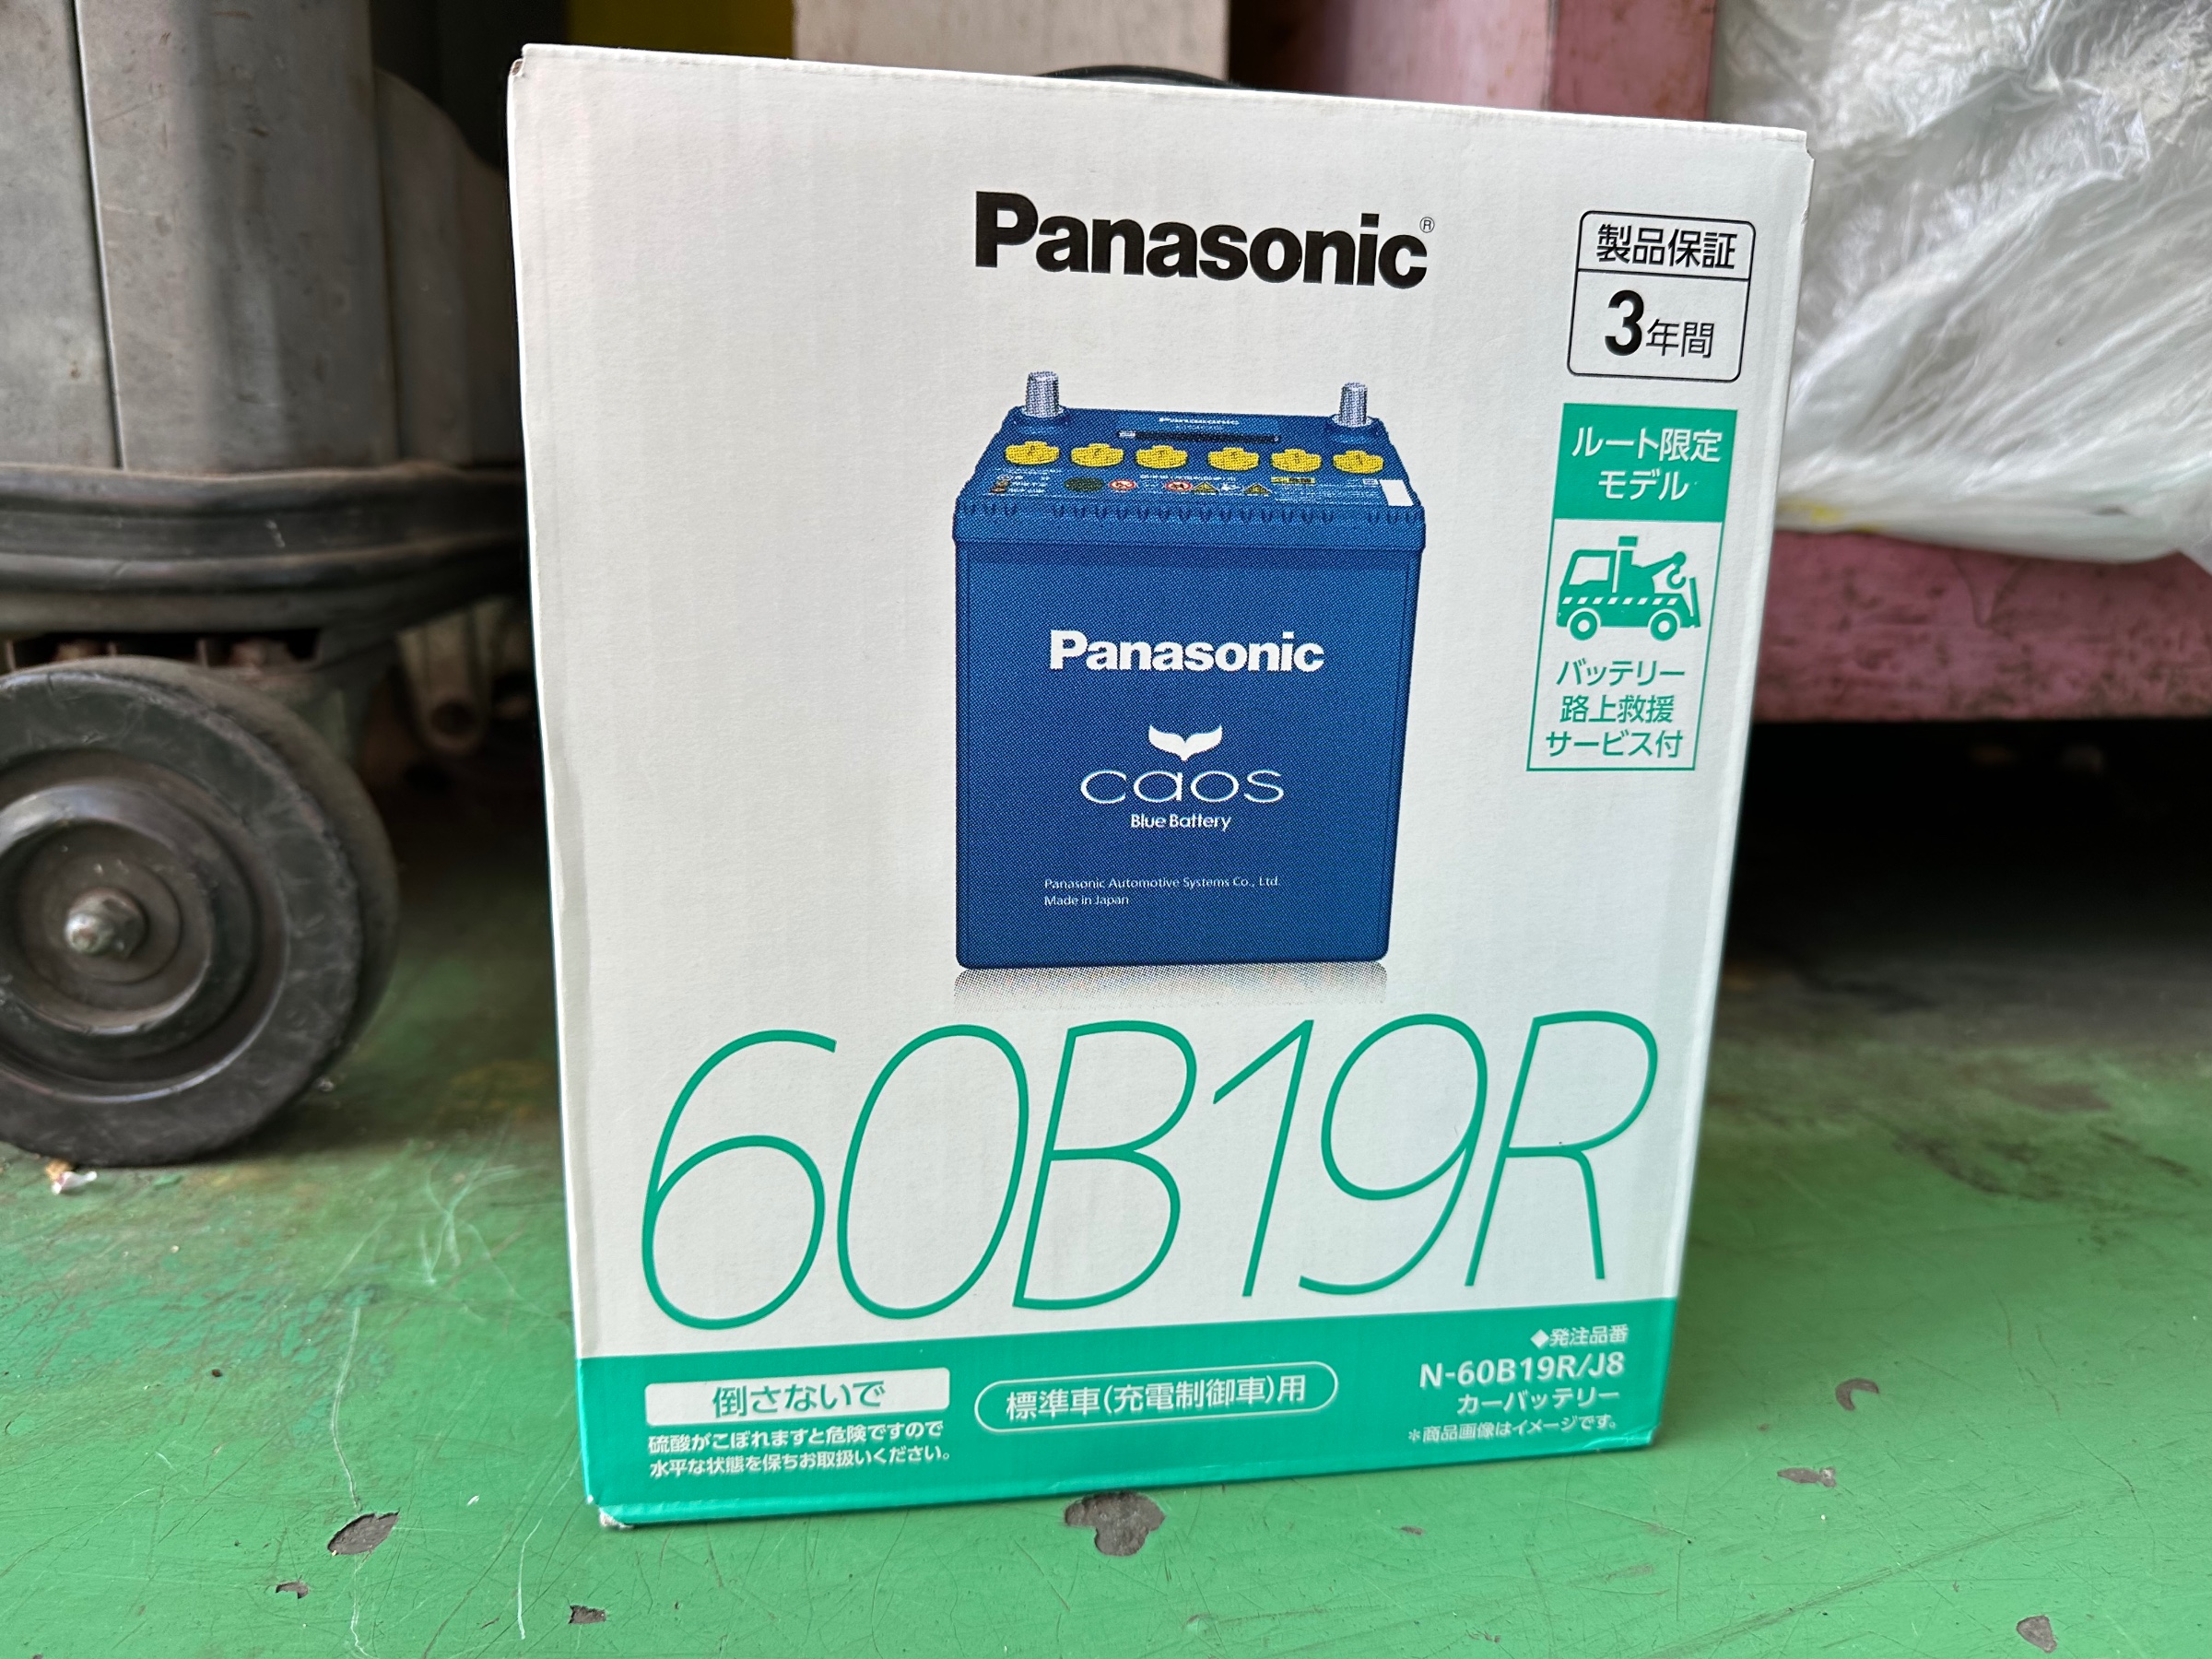 Panasonic®
製品保証
3年間
ルート限定
モデル
バッテリー
路上救援
サービス付
Panasonic
Panasonic
caos
Blue Battery
Panasonic Automotive Systems Co., Ltd.
Made in Japan
60B19R
倒さないで
硫酸がこぼれますと危険ですので
水平な状態を保ちお取扱いください。
標準車(充電制御車)用
◆発注品番
N-60B19R/J8
カーバッテリー
＊商品画像はイメージです。